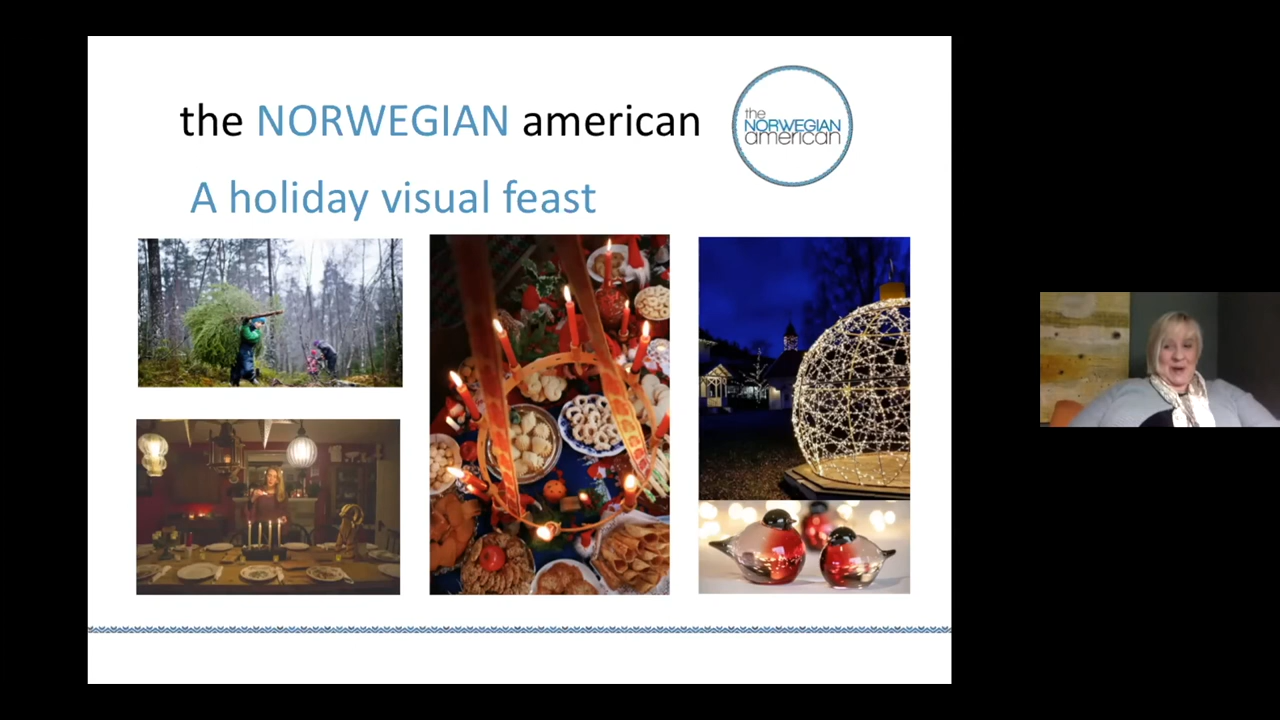 the NORWEGIAN american
the
NORWEGIAN
american
A holiday visual feast